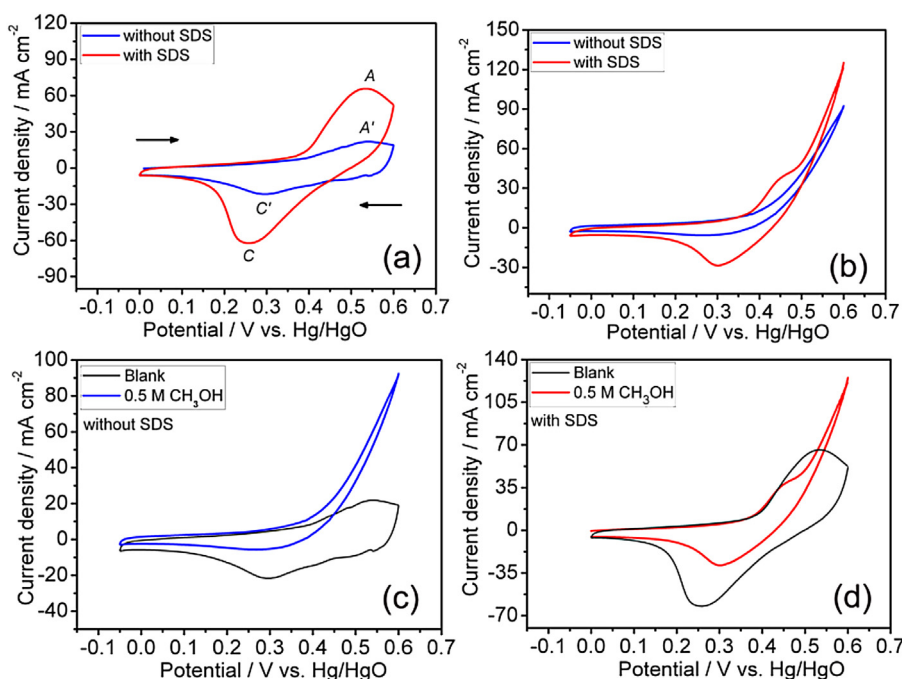 (a)
without SDS
with SDS
A
A'
C'
C
120
90
60
30
0
-30
-60
-90
Current density / mA cm⁻²
-0.1 0.0 0.1 0.2 0.3 0.4 0.5 0.6 0.7
Potential / V vs. Hg/HgO
without SDS
with SDS
(b)
150
120
90
60
30
0
-30
Current density / mA cm⁻²
-0.1 0.0 0.1 0.2 0.3 0.4 0.5 0.6 0.7
Potential / V vs. Hg/HgO
Blank
0.5 M CH₃OH
without SDS
(c)
100
80
60
40
20
0
-20
-40
Current density / mA cm⁻²
-0.1 0.0 0.1 0.2 0.3 0.4 0.5 0.6 0.7
Potential / V vs. Hg/HgO
Blank
0.5 M CH₃OH
with SDS
(d)
140
105
70
35
0
-35
-70
Current density / mA cm⁻²
-0.1 0.0 0.1 0.2 0.3 0.4 0.5 0.6 0.7
Potential / V vs. Hg/HgO